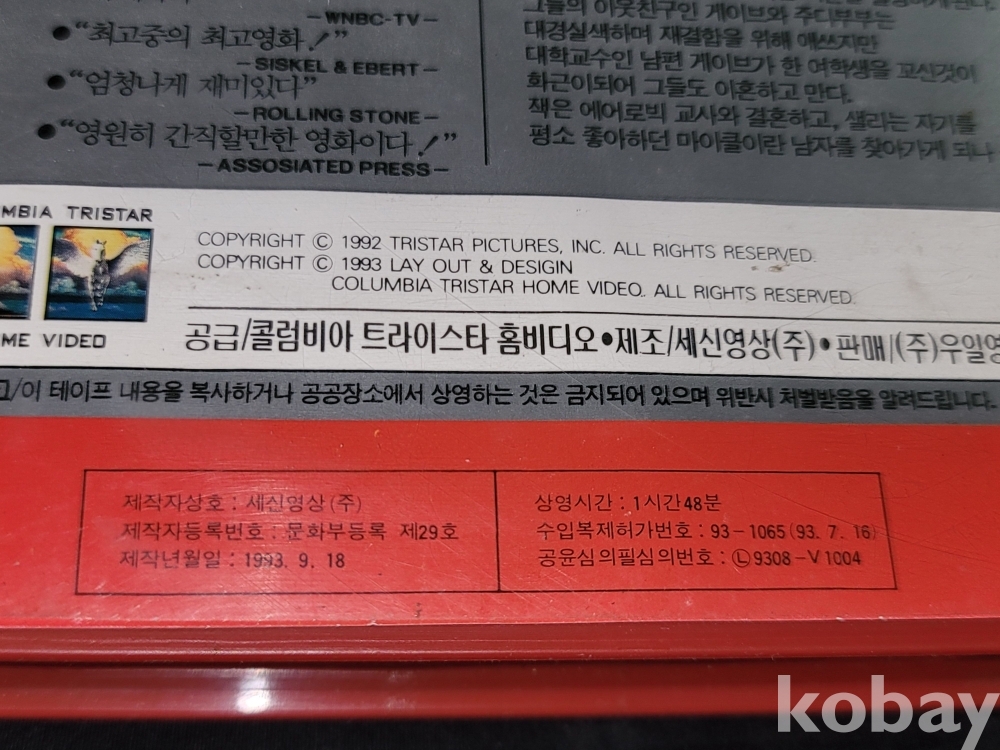 -WNBC-TV-
●“최고중의 최고영화!”
-SISKEL & EBERT-
●“엄청나게 재미있다”
-ROLLING STONE-
●“영원히 간직할만한 영화이다!”
-ASSOSIATED PRESS-
그들의 이웃친구인 게이브와 주디부부는
대경실색하며 재결합을 위해 애쓰지만
대학교수인 남편 게이브가 한 여학생을 꼬신것이
화근이되어 그들도 이혼하고 만다.
잭은 에어로빅 교사와 결혼하고, 샐리는 자기를
평소 좋아하던 마이클이란 남자를 찾아가게 되나
MBIA TRISTAR
ME VIDEO
COPYRIGHT © 1992 TRISTAR PICTURES, INC. ALL RIGHTS RESERVED.
COPYRIGHT © 1993 LAY OUT & DESIGIN
COLUMBIA TRISTAR HOME VIDEO. ALL RIGHTS RESERVED.
공급/콜럼비아 트라이스타 홈비디오●제조/세신영상(주)●판매/(주)우일영
고/이 테이프 내용을 복사하거나 공공장소에서 상영하는 것은 금지되어 있으며 위반시 처벌받음을 알려드립니다.
제작자상호 : 세신영상(주)
제작자등록번호 : 문화부등록 제29호
제작년월일 : 1993. 9. 18
상영시간 : 1시간48분
수입복제허가번호 : 93-1065(93. 7. 16)
공윤심의필심의번호 : Ⓛ9308-V1004
kobay